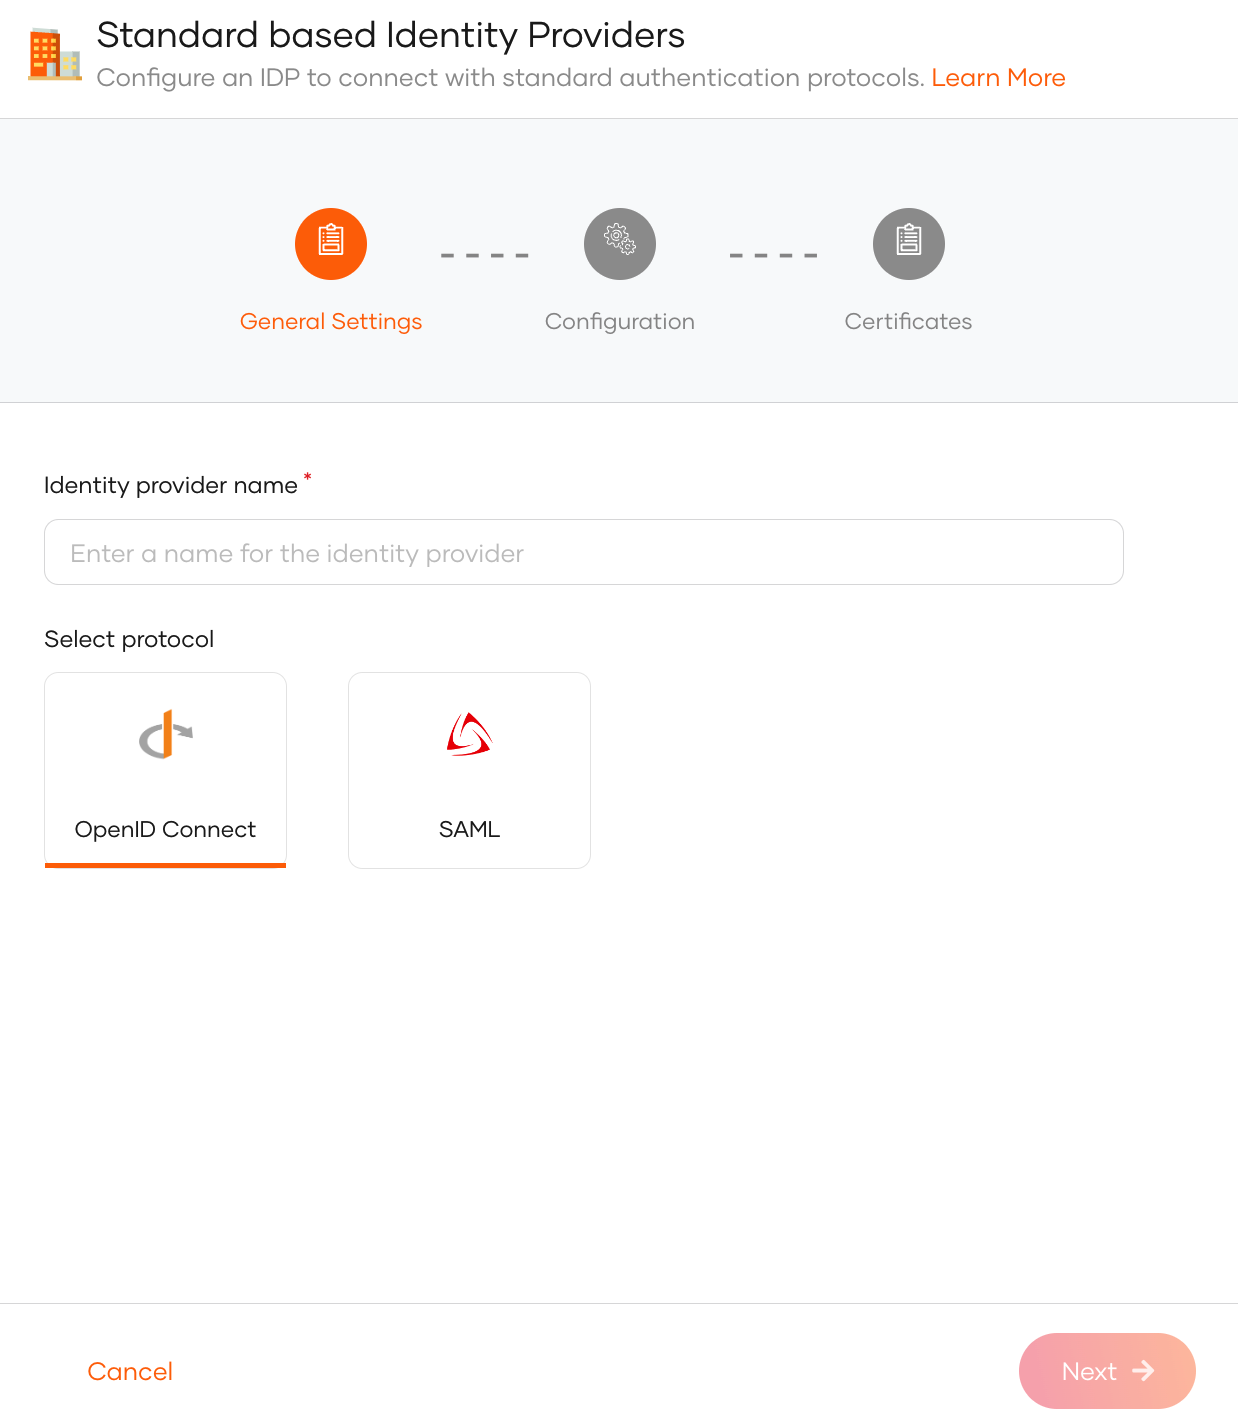 Standard based Identity Providers
Configure an IDP to connect with standard authentication protocols. Learn More
General Settings
Configuration
Certificates
Identity provider name *
Enter a name for the identity provider
Select protocol
OpenID Connect
SAML
Cancel
Next